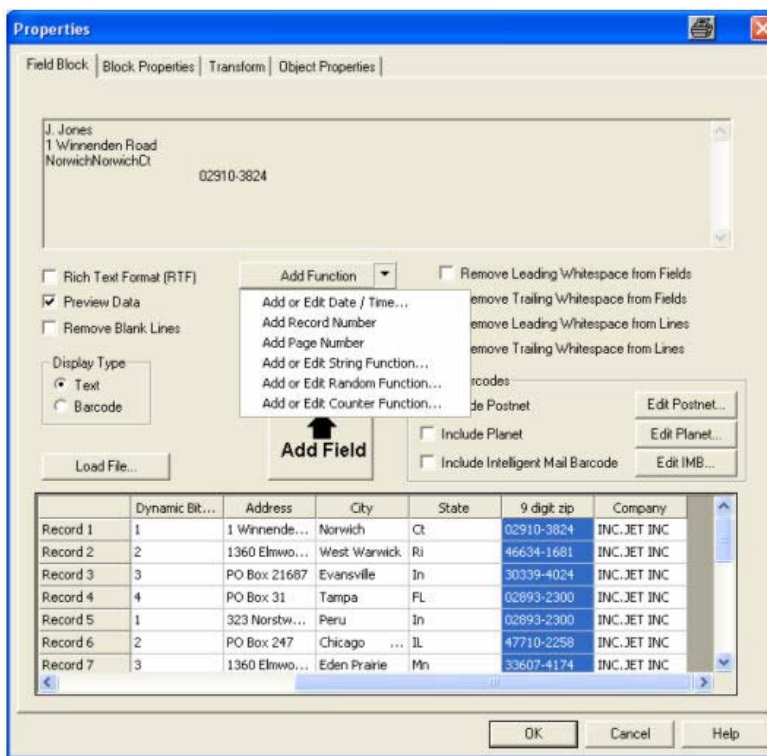 Properties
Field Block Block Properties Transform Object Properties
J. Jones
1 Winnenden Road
NorwichNorwichCt
02910-3824
Rich Text Format (RTF) Add Function Remove Leading Whitespace from Fields
Preview Data Add or Edit Date / Time... emove Trailing Whitespace from Fields
Remove Blank Lines Add Record Number emove Leading Whitespace from Lines
Add Page Number emove Trailing Whitespace from Lines
Display Type Add or Edit String Function...
Text Add or Edit Random Function... rcodes
Barcode Add or Edit Counter Function... de Postnet Edit Postnet...
Add Field Include Planet Edit Planet...
Load File... Include Intelligent Mail Barcode Edit IMB...
Dynamic Bit... Address City State 9 digit zip Company
Record 1 1 1 Winnende... Norwich Ct 02910-3824 INC.JET INC
Record 2 2 1360 Elmwo... West Warwick Ri 46634-1681 INC.JET INC
Record 3 3 PO Box 21687 Evansville In 30339-4024 INC.JET INC
Record 4 4 PO Box 31 Tampa FL 02893-2300 INC.JET INC
Record 5 1 323 Norstw... Peru In 02893-2300 INC.JET INC
Record 6 2 PO Box 247 Chicago ... IL 47710-2258 INC.JET INC
Record 7 3 1360 Elmwo... Eden Prairie Mn 33607-4174 INC.JET INC
OK Cancel Help